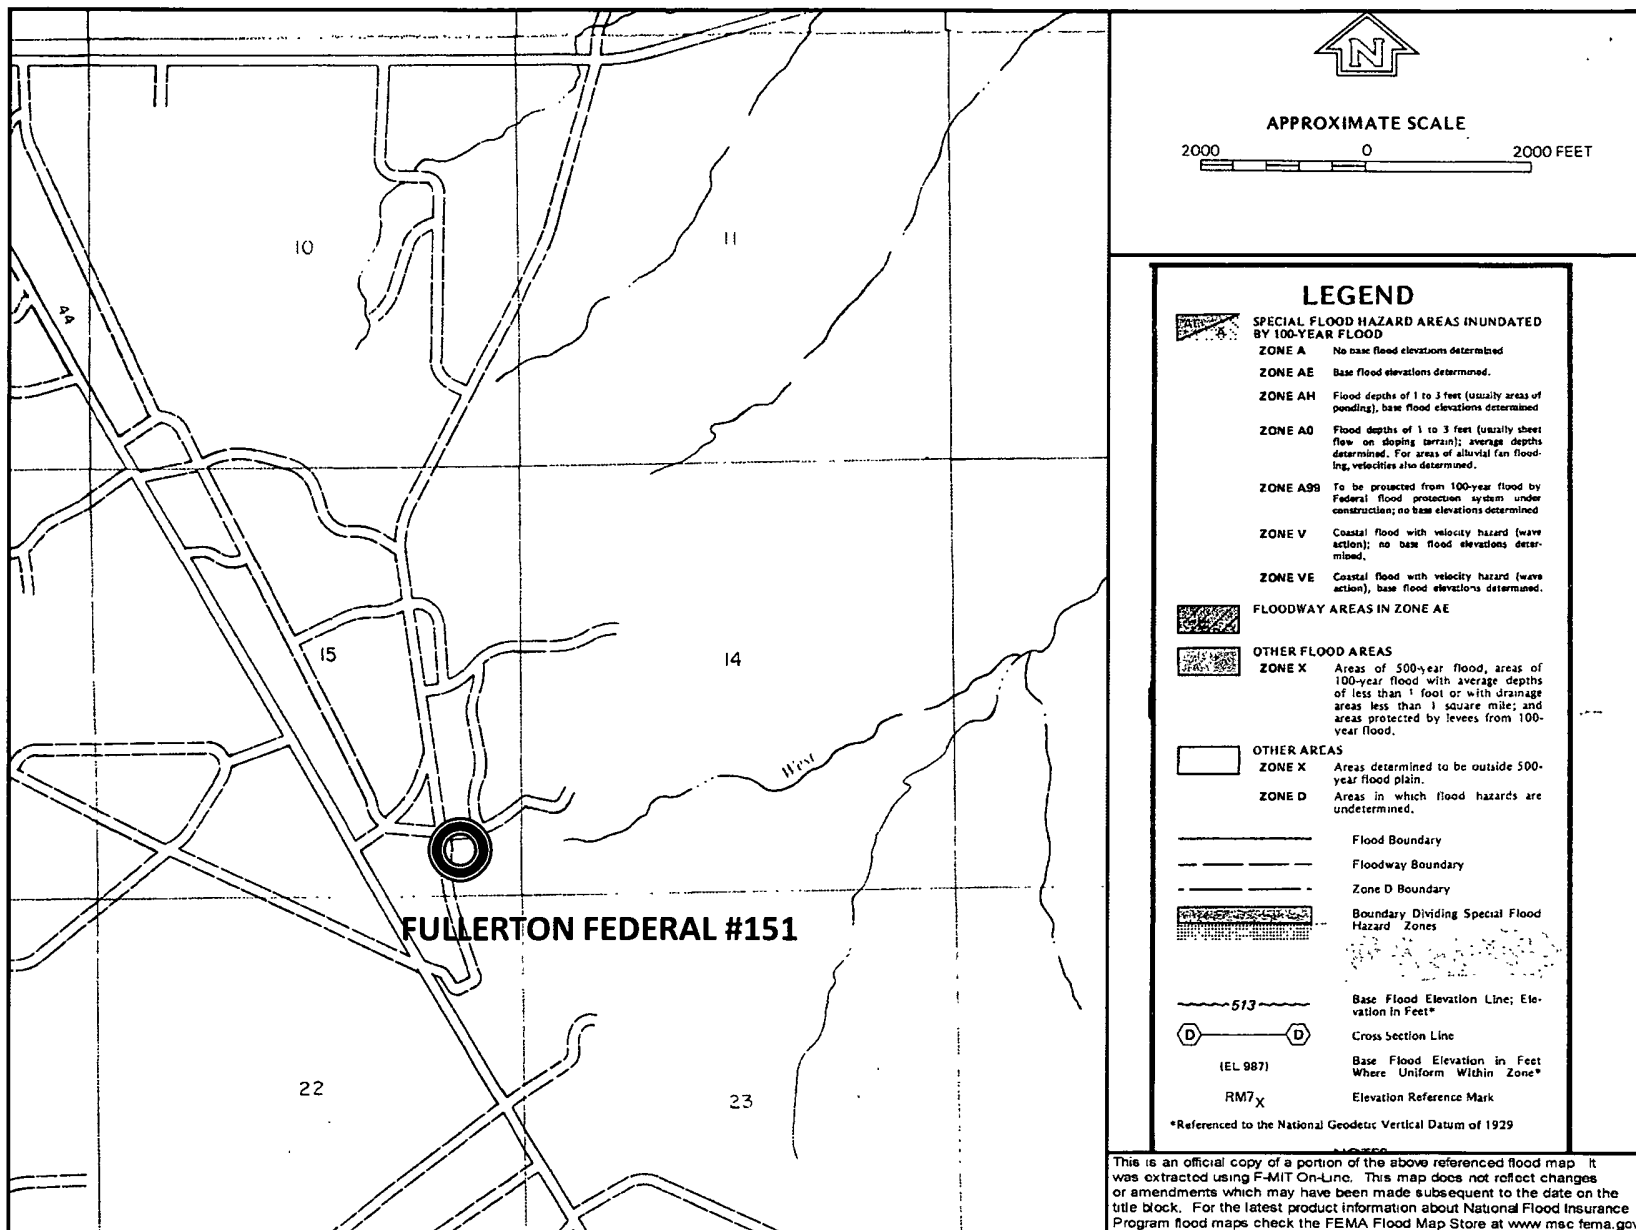 N
APPROXIMATE SCALE
2000 0 2000 FEET
10
11
44
15
14
West
FULLERTON FEDERAL #151
22
23
LEGEND
SPECIAL FLOOD HAZARD AREAS INUNDATED
BY 100-YEAR FLOOD
ZONE A No base flood elevations determined
ZONE AE Base flood elevations determined.
ZONE AH Flood depths of 1 to 3 feet (usually areas of
ponding), base flood elevations determined
ZONE A0 Flood depths of 1 to 3 feet (usually sheet
flow on sloping terrain); average depths
determined. For areas of alluvial fan flood-
ing, velocities also determined.
ZONE A99 To be protected from 100-year flood by
Federal flood protection system under
construction; no base elevations determined
ZONE V Coastal flood with velocity hazard (wave
action); no base flood elevations deter-
mined.
ZONE VE Coastal flood with velocity hazard (wave
action), base flood elevations determined.
FLOODWAY AREAS IN ZONE AE
OTHER FLOOD AREAS
ZONE X Areas of 500-year flood, areas of
100-year flood with average depths
of less than 1 foot or with drainage
areas less than 1 square mile; and
areas protected by levees from 100-
year flood.
OTHER AREAS
ZONE X Areas determined to be outside 500-
year flood plain.
ZONE D Areas in which flood hazards are
undetermined.
Flood Boundary
Floodway Boundary
Zone D Boundary
Boundary Dividing Special Flood
Hazard Zones
513 Base Flood Elevation Line; Ele-
vation in Feet*
D D Cross Section Line
(EL 987) Base Flood Elevation in Feet
Where Uniform Within Zone*
RM7X Elevation Reference Mark
*Referenced to the National Geodetic Vertical Datum of 1929
This is an official copy of a portion of the above referenced flood map It
was extracted using F-MIT On-Line. This map does not reflect changes
or amendments which may have been made subsequent to the date on the
title block. For the latest product information about National Flood Insurance
Program flood maps check the FEMA Flood Map Store at www msc fema.gov